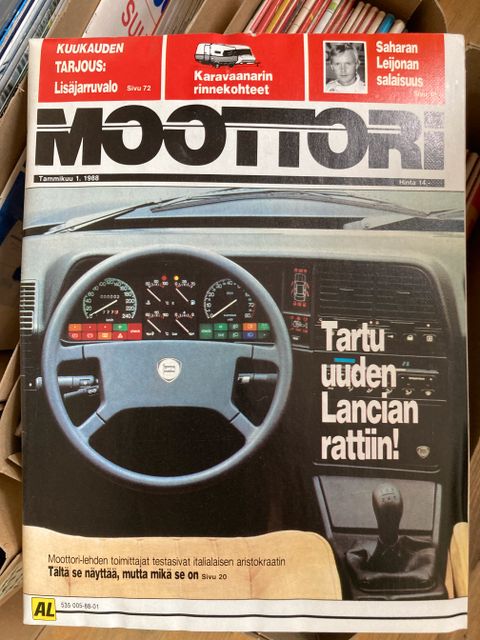 KUUKAUDEN
TARJOUS:
Lisäjarruvalo Sivu 72
Karavaanarin
rinnekohteet
Saharan
Leijonan
salaisuus
MOOTTORI
Tammikuu 1. 1988
Hinta 14,-
Tartu
uuden
Lancian
rattiin!
Moottori-lehden toimittajat testasivat italialaisen aristokraatin
Tältä se näyttää, mutta mikä se on Sivu 20
AL
535 005-88-01